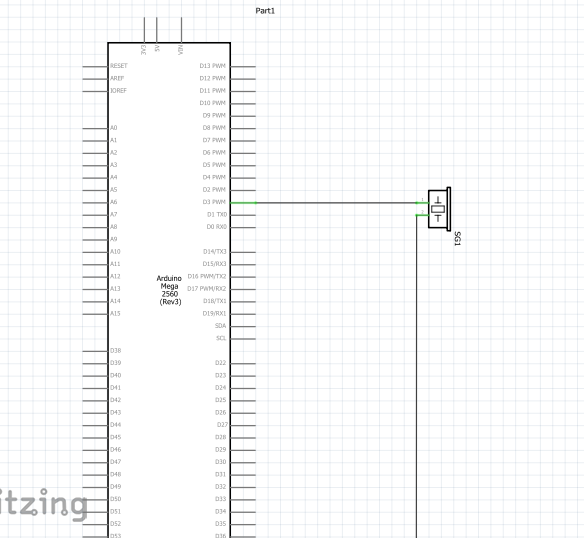 Part1
3V3
5V
VIN
RESET
AREF
IOREF
A0
A1
A2
A3
A4
A5
A6
A7
A8
A9
A10
A11
A12
A13
A14
A15
D38
D39
D40
D41
D42
D43
D44
D45
D46
D47
D48
D49
D50
D51
D52
D53
Arduino
Mega
2560
(Rev3)
D13 PWM
D12 PWM
D11 PWM
D10 PWM
D9 PWM
D8 PWM
D7 PWM
D6 PWM
D5 PWM
D4 PWM
D2 PWM
D3 PWM
D1 TX0
D0 RX0
D14/TX3
D15/RX3
D16 PWM/TX2
D17 PWM/RX2
D18/TX1
D19/RX1
SDA
SCL
D22
D23
D24
D25
D26
D27
D28
D29
D30
D31
D32
D33
D34
D35
D36
SG1
itzing